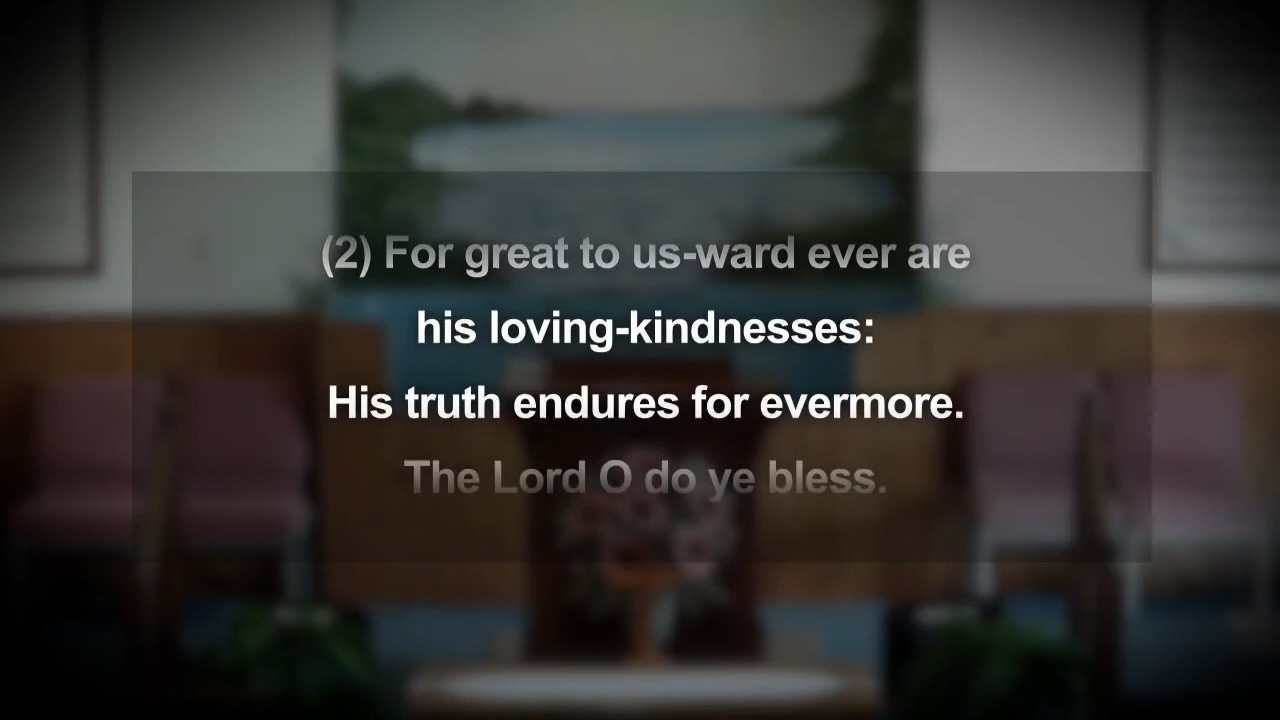 (2) For great to us-ward ever are
his loving-kindnesses:
His truth endures for evermore.
The Lord O do ye bless.